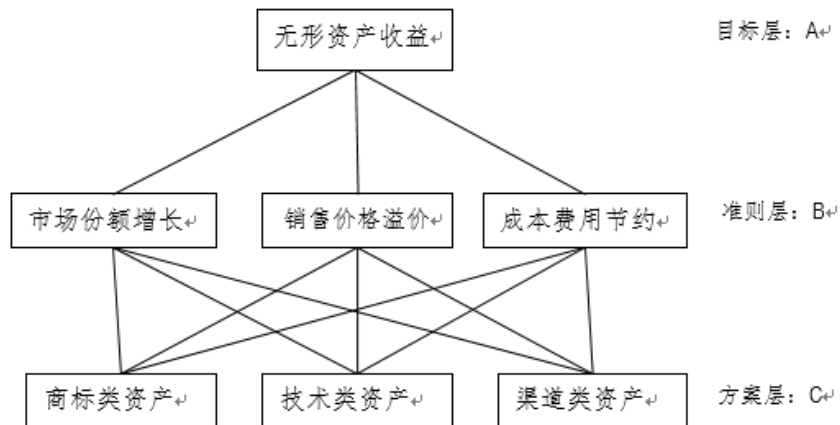 无形资产收益
目标层：A
市场份额增长
销售价格溢价
成本费用节约
准则层：B
商标类资产
技术类资产
渠道类资产
方案层：C